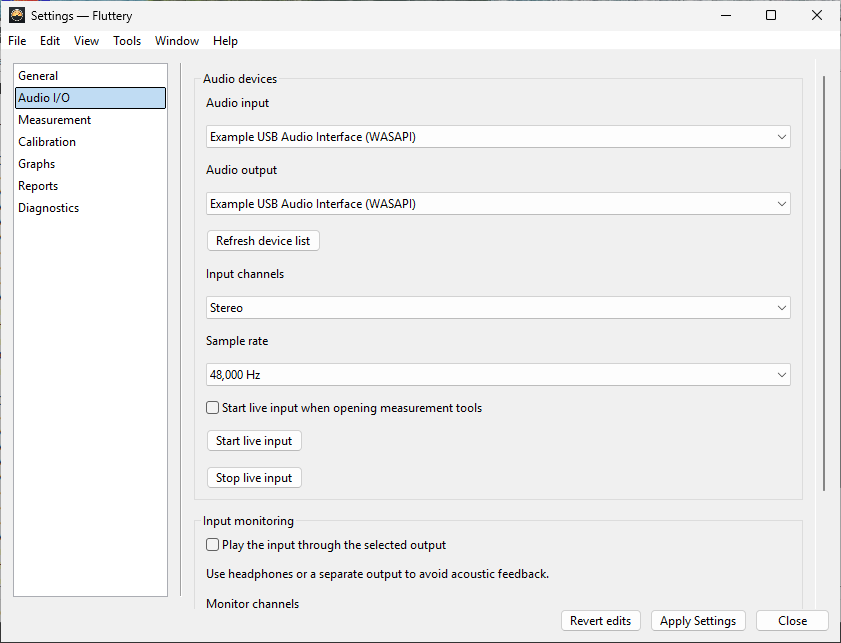 Settings — Fluttery
File Edit View Tools Window Help
General
Audio I/O
Measurement
Calibration
Graphs
Reports
Diagnostics
Audio devices
Audio input
Example USB Audio Interface (WASAPI)
Audio output
Example USB Audio Interface (WASAPI)
Refresh device list
Input channels
Stereo
Sample rate
48,000 Hz
Start live input when opening measurement tools
Start live input
Stop live input
Input monitoring
Play the input through the selected output
Use headphones or a separate output to avoid acoustic feedback.
Monitor channels
Revert edits Apply Settings Close